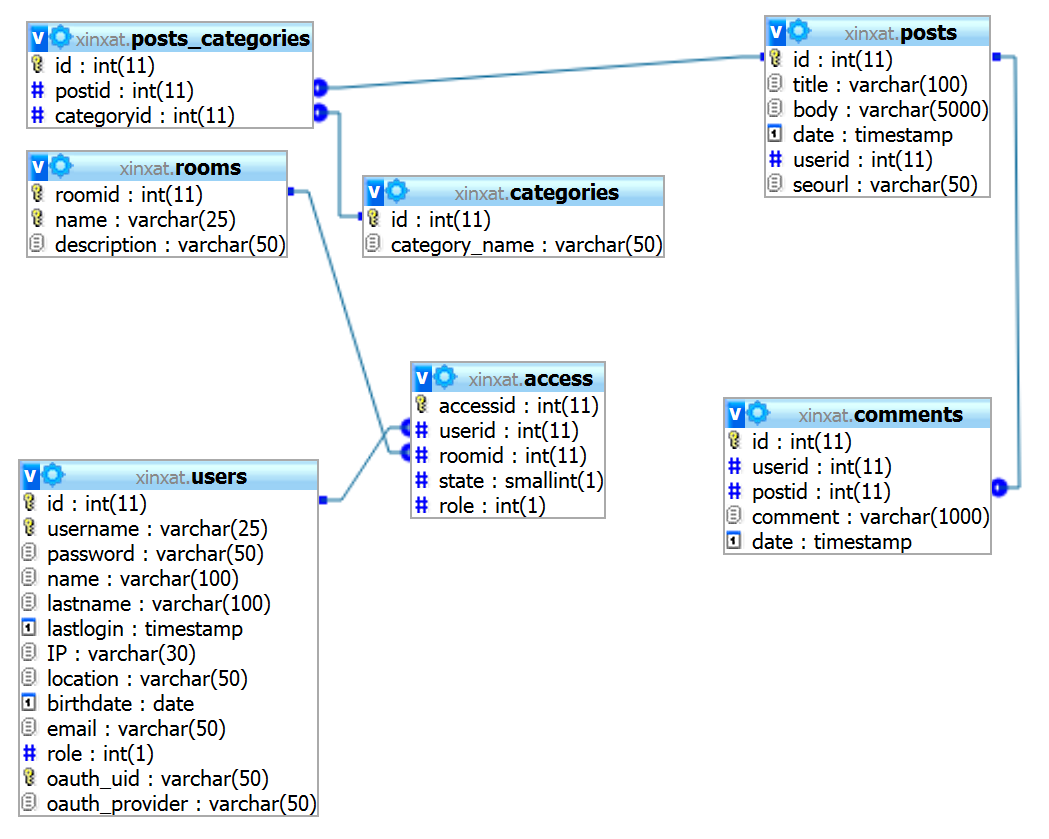 v xinxat.posts_categories
id : int(11)
# postid : int(11)
# categoryid : int(11)
v xinxat.posts
id : int(11)
title : varchar(100)
body : varchar(5000)
1 date : timestamp
# userid : int(11)
seourl : varchar(50)
v xinxat.rooms
roomid : int(11)
name : varchar(25)
description : varchar(50)
v xinxat.categories
id : int(11)
category_name : varchar(50)
v xinxat.access
accessid : int(11)
# userid : int(11)
# roomid : int(11)
# state : smallint(1)
# role : int(1)
v xinxat.comments
id : int(11)
# userid : int(11)
# postid : int(11)
comment : varchar(1000)
1 date : timestamp
v xinxat.users
id : int(11)
username : varchar(25)
password : varchar(50)
name : varchar(100)
lastname : varchar(100)
1 lastlogin : timestamp
IP : varchar(30)
location : varchar(50)
1 birthdate : date
email : varchar(50)
# role : int(1)
oauth_uid : varchar(50)
oauth_provider : varchar(50)